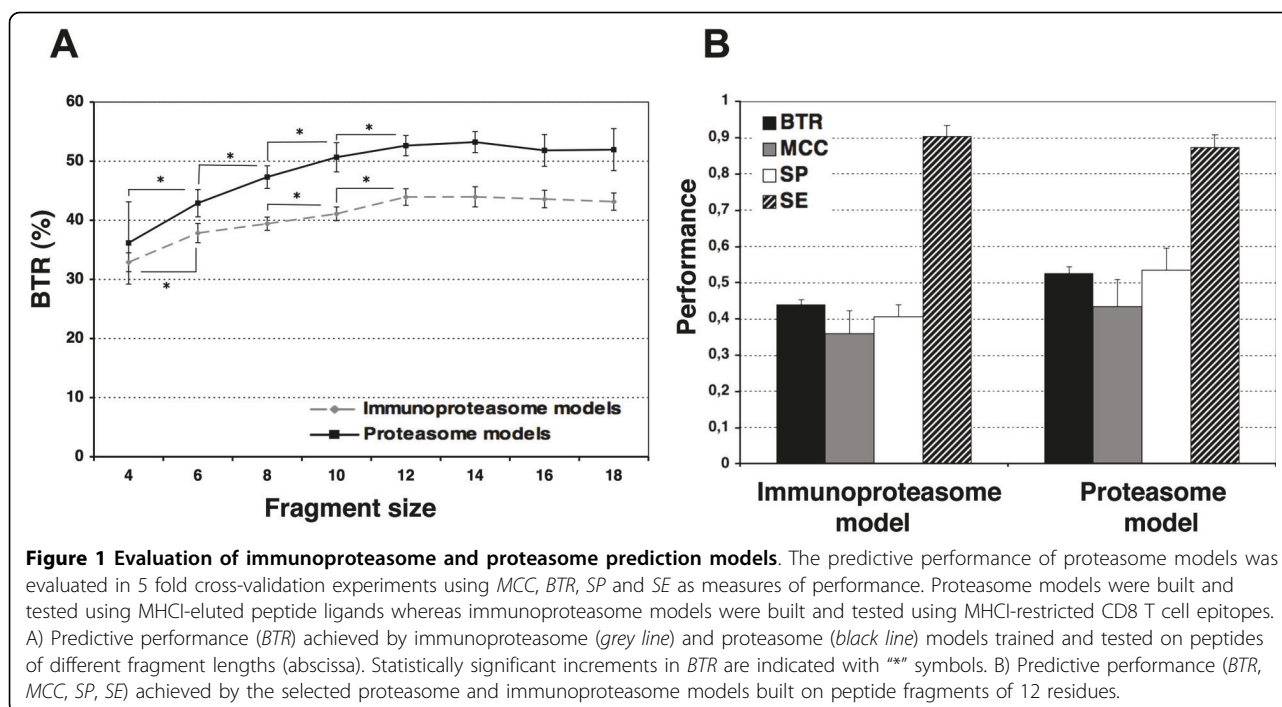 A
60
50
40
30
20
10
0
BTR (%)
* * * *
* *
*
Immunoproteasome models
Proteasome models
4 6 8 10 12 14 16 18
Fragment size
B
1
0,9
0,8
0,7
0,6
0,5
0,4
0,3
0,2
0,1
0
Performance
BTR
MCC
SP
SE
Immunoproteasome
model
Proteasome
model
Figure 1 Evaluation of immunoproteasome and proteasome prediction models. The predictive performance of proteasome models was
evaluated in 5 fold cross-validation experiments using MCC, BTR, SP and SE as measures of performance. Proteasome models were built and
tested using MHCI-eluted peptide ligands whereas immunoproteasome models were built and tested using MHCI-restricted CD8 T cell epitopes.
A) Predictive performance (BTR) achieved by immunoproteasome (grey line) and proteasome (black line) models trained and tested on peptides
of different fragment lengths (abscissa). Statistically significant increments in BTR are indicated with “*” symbols. B) Predictive performance (BTR,
MCC, SP, SE) achieved by the selected proteasome and immunoproteasome models built on peptide fragments of 12 residues.